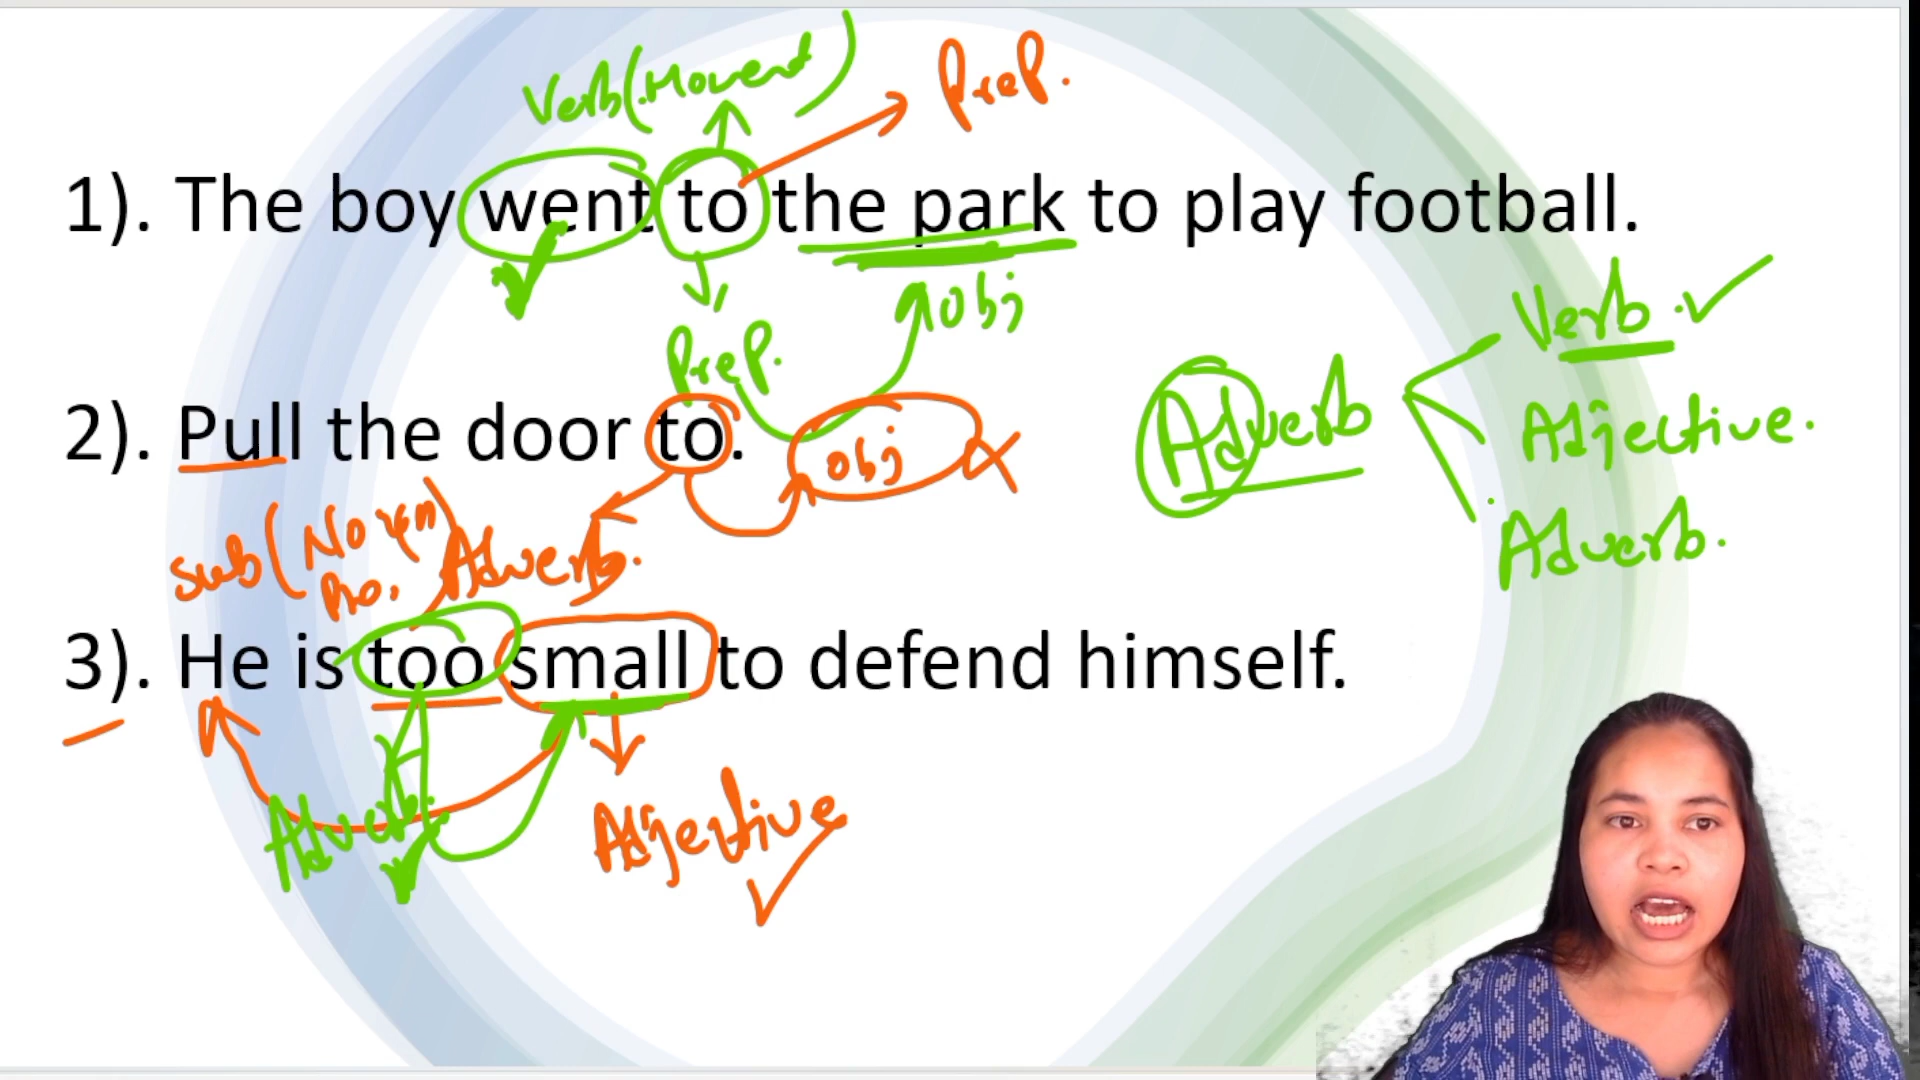 Verb(Movent) Prep.
1). The boy went to the park to play football.
obj
Verb.
Prep.
Adverb
2). Pull the door to.
obj
Adjective.
sub(Noun
Pro.
Adverb.
Adverb.
3). He is too small to defend himself.
Adverb
Adjective